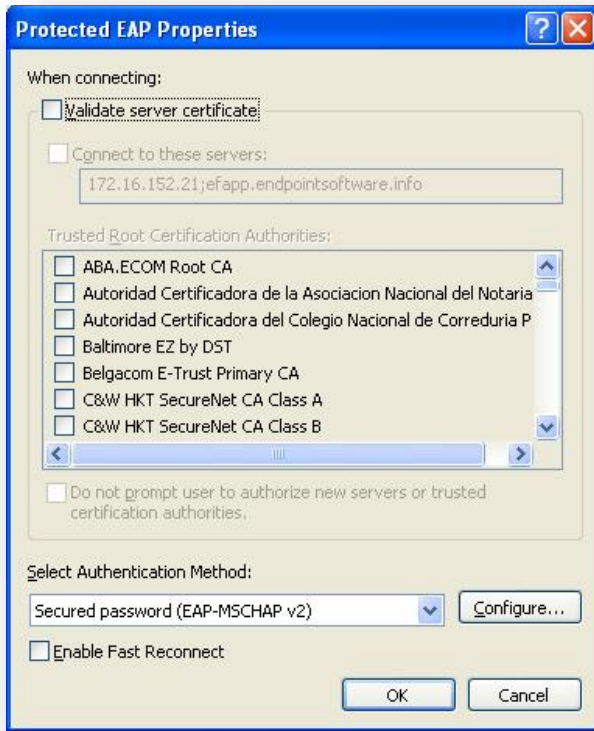 Protected EAP Properties
When connecting:
Validate server certificate
Connect to these servers:
172.16.152.21;efapp.endpointsoftware.info
Trusted Root Certification Authorities:
ABA.ECOM Root CA
Autoridad Certificadora de la Asociacion Nacional del Notaria
Autoridad Certificadora del Colegio Nacional de Correduria P
Baltimore EZ by DST
Belgacom E-Trust Primary CA
C&W HKT SecureNet CA Class A
C&W HKT SecureNet CA Class B
Do not prompt user to authorize new servers or trusted
certification authorities.
Select Authentication Method:
Secured password (EAP-MSCHAP v2)
Configure...
Enable Fast Reconnect
OK
Cancel